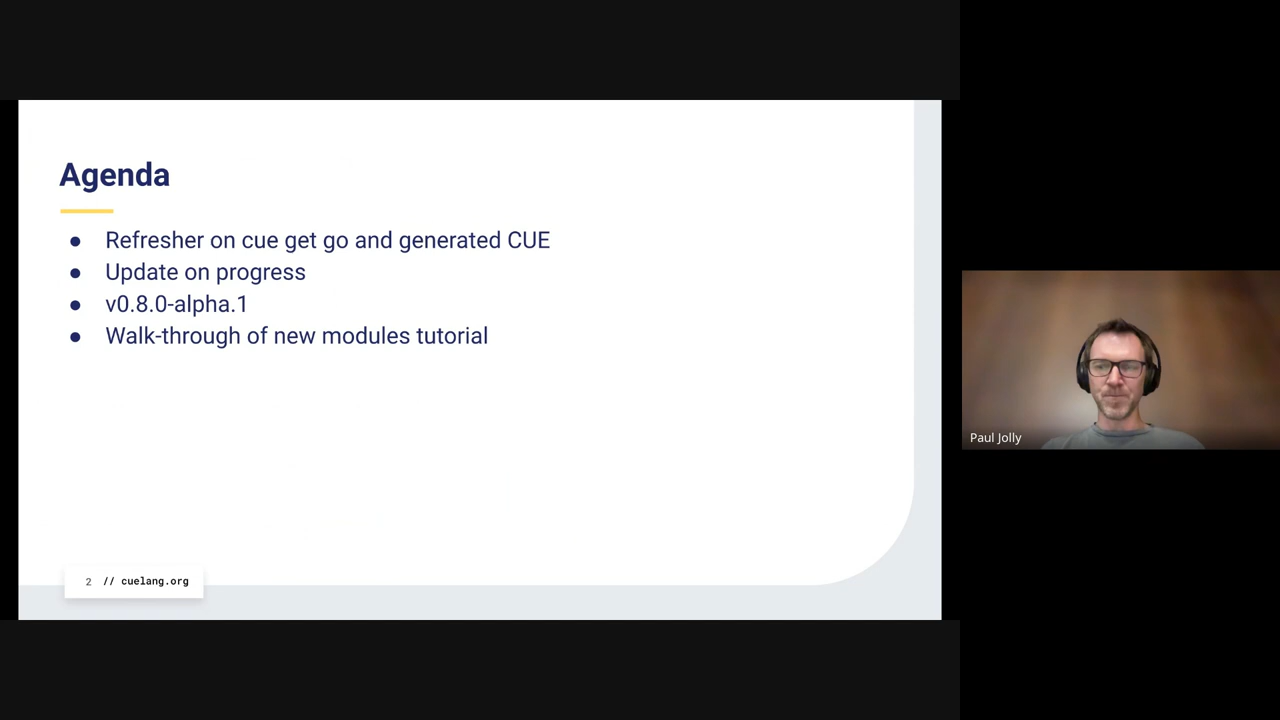 Agenda
● Refresher on cue get go and generated CUE
● Update on progress
● v0.8.0-alpha.1
● Walk-through of new modules tutorial
2 // cuelang.org
Paul Jolly